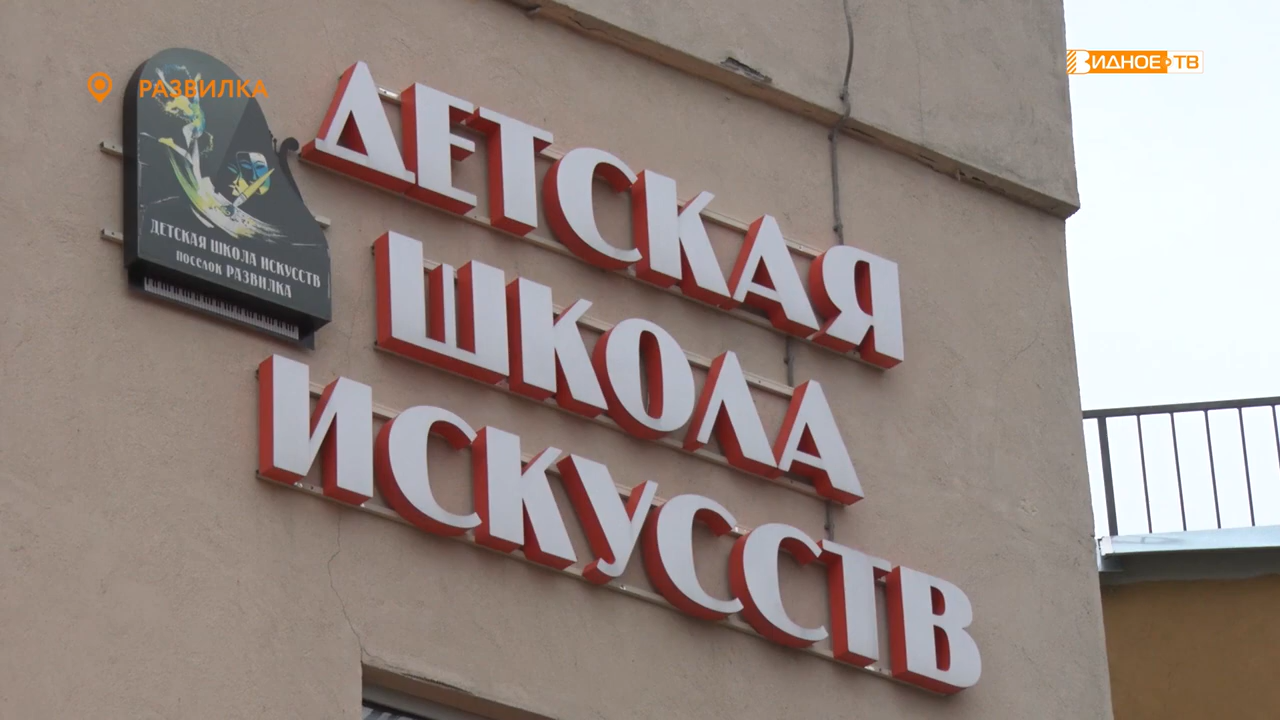 РАЗВИЛКА
ВИДНОЕ ТВ
ДЕТСКАЯ ШКОЛА ИСКУССТВ
поселок РАЗВИЛКА
ДЕТСКАЯ
ШКОЛА
ИСКУССТВ